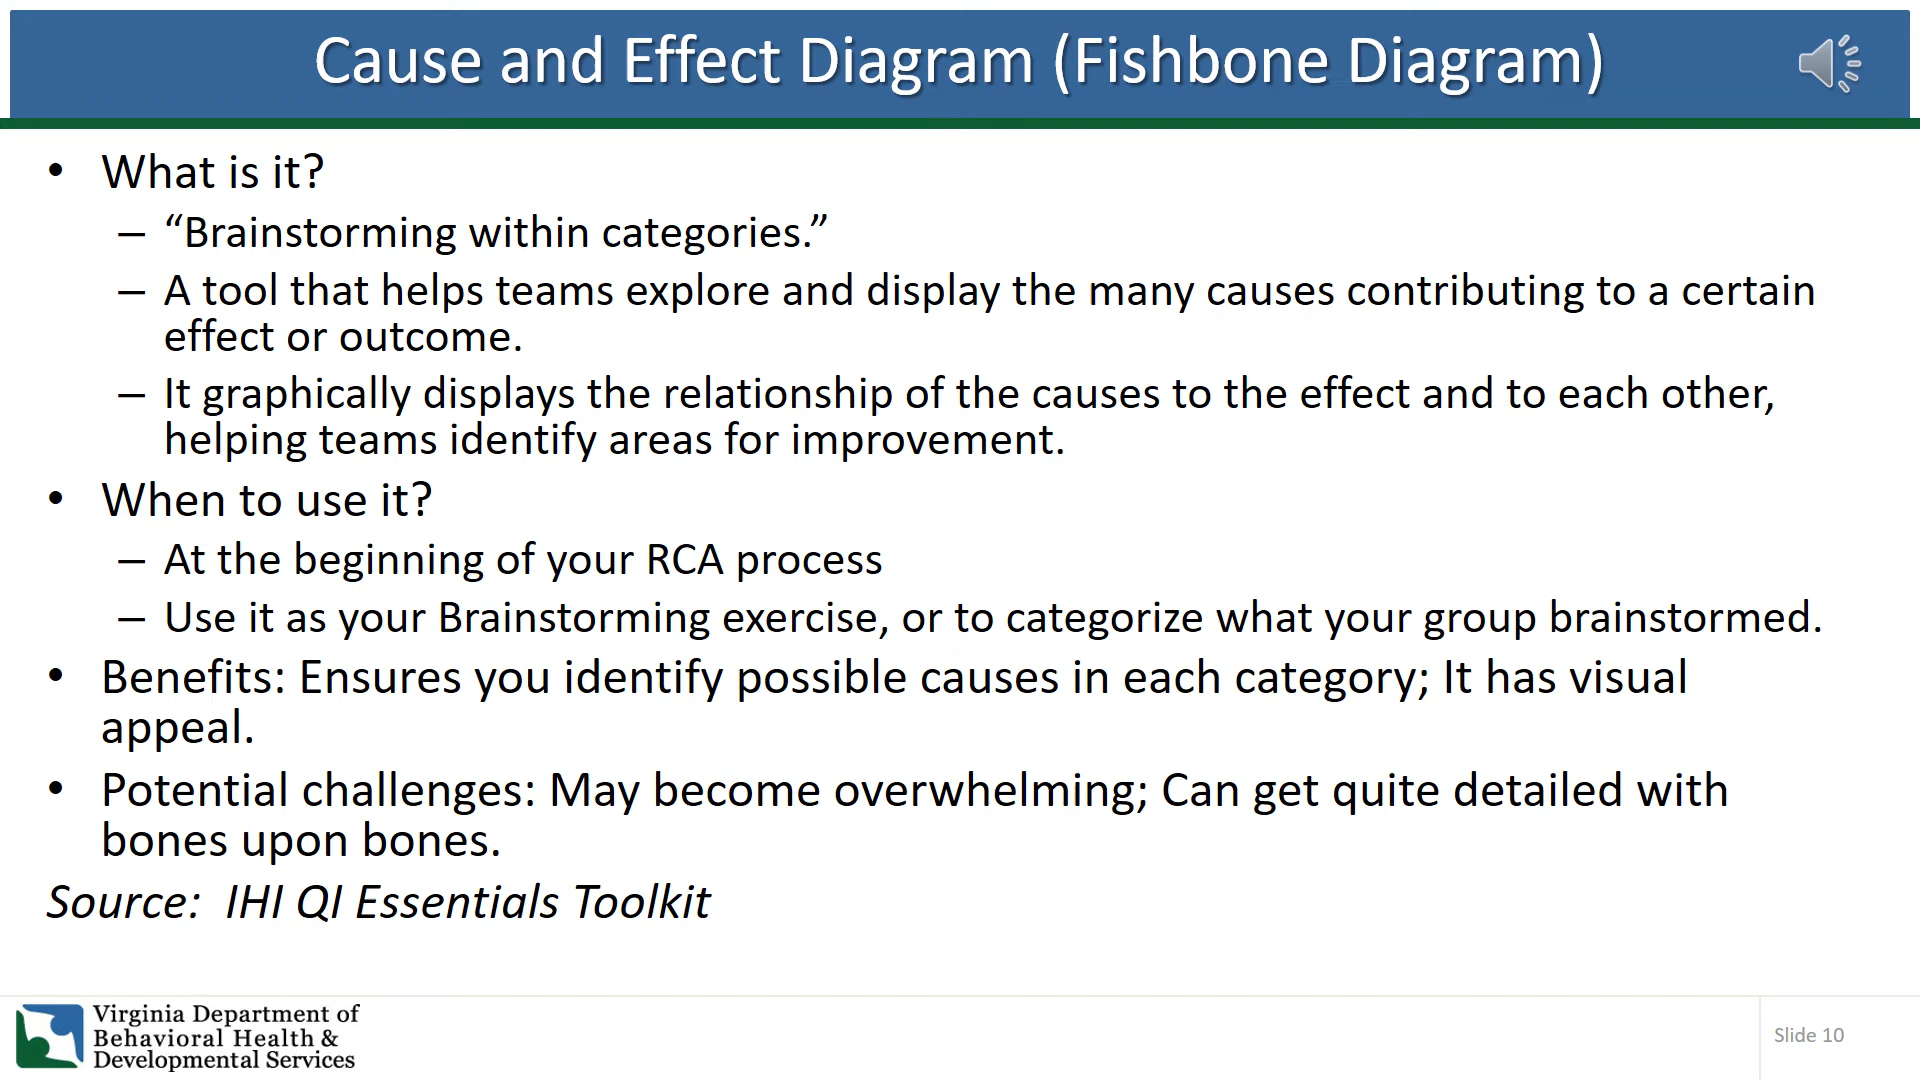 Cause and Effect Diagram (Fishbone Diagram)
• What is it?
– “Brainstorming within categories.”
– A tool that helps teams explore and display the many causes contributing to a certain
effect or outcome.
– It graphically displays the relationship of the causes to the effect and to each other,
helping teams identify areas for improvement.
• When to use it?
– At the beginning of your RCA process
– Use it as your Brainstorming exercise, or to categorize what your group brainstormed.
• Benefits: Ensures you identify possible causes in each category; It has visual
appeal.
• Potential challenges: May become overwhelming; Can get quite detailed with
bones upon bones.
Source:  IHI QI Essentials Toolkit
Virginia Department of
Behavioral Health &
Developmental Services
Slide 10